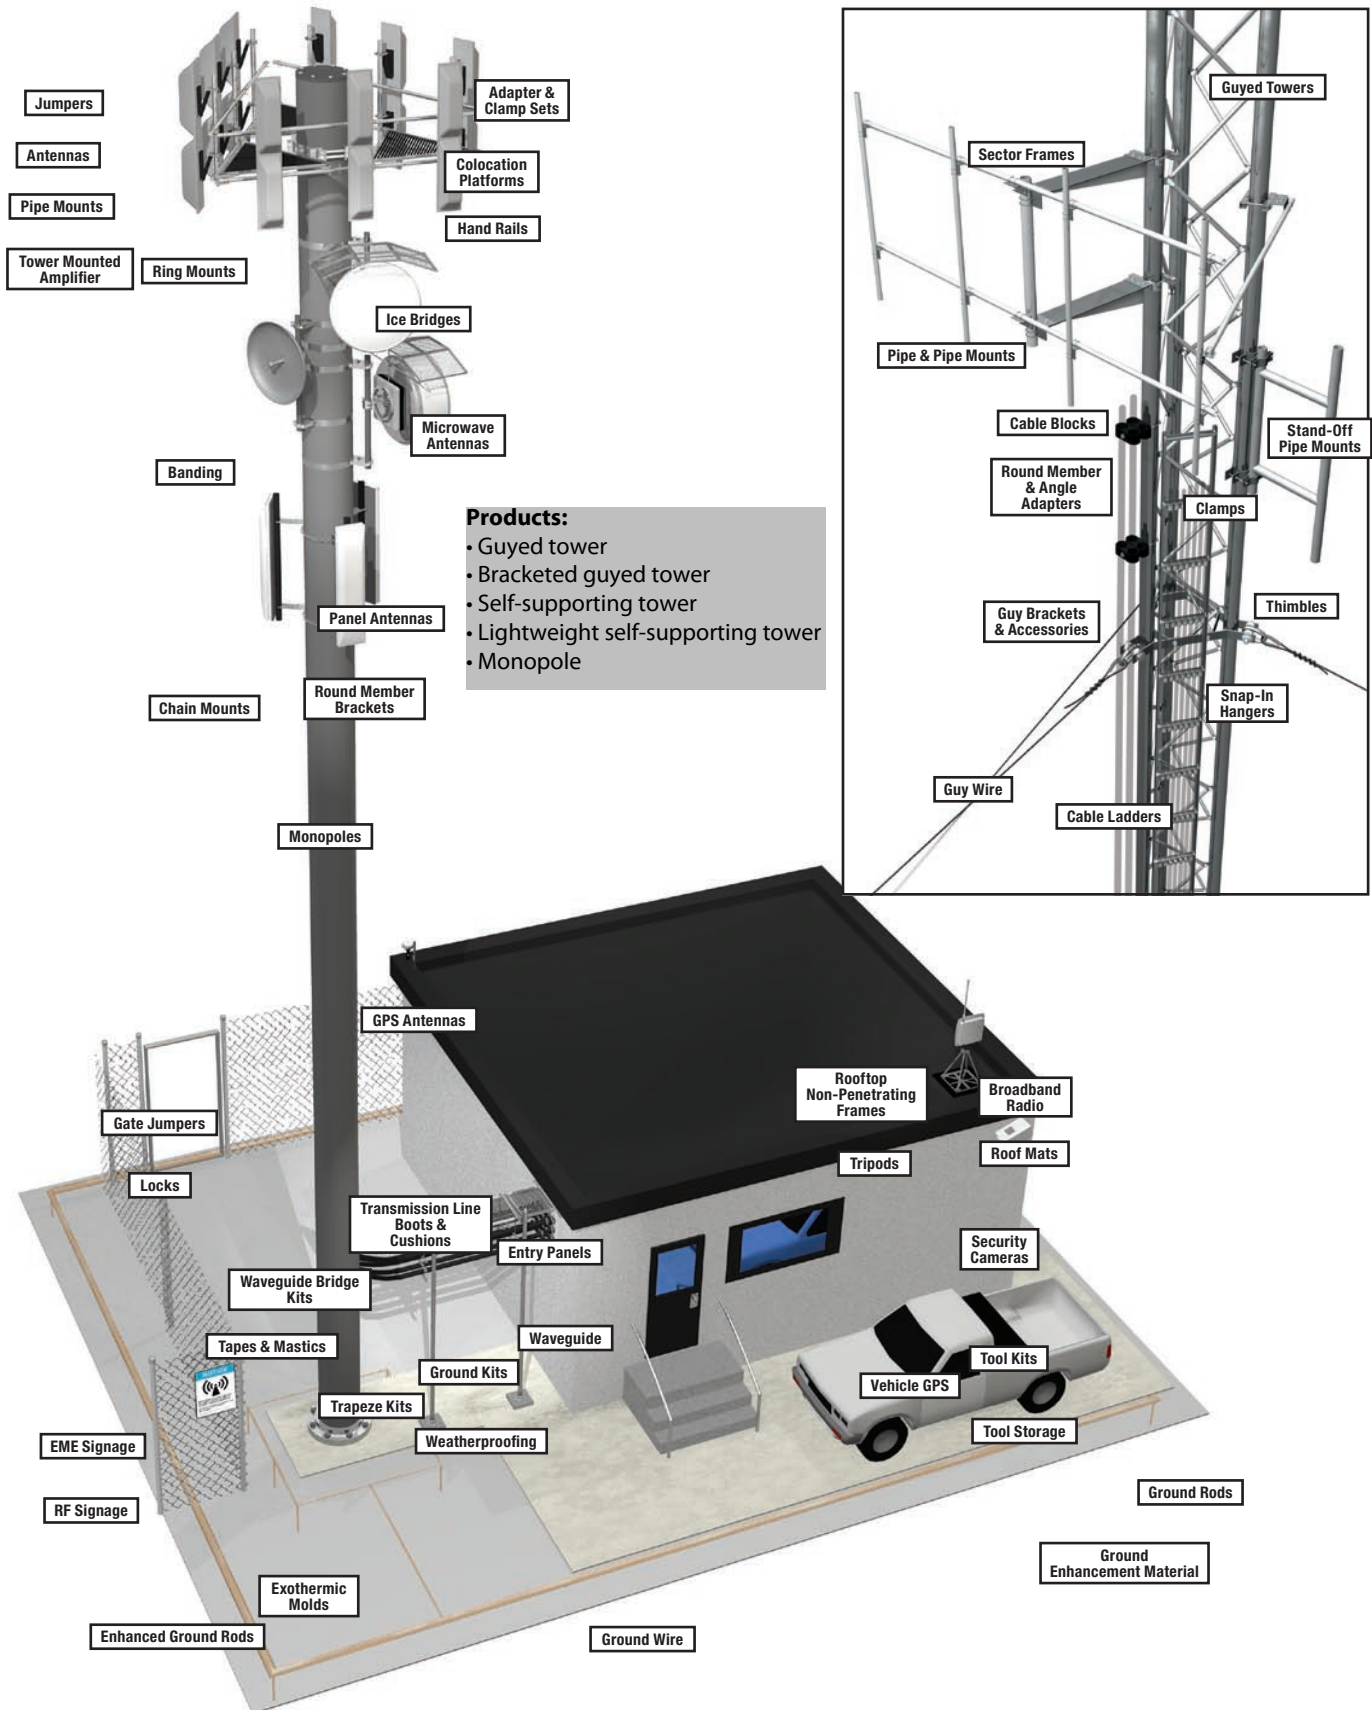 Jumpers
Antennas
Pipe Mounts
Tower Mounted
Amplifier
Ring Mounts
Adapter &
Clamp Sets
Colocation
Platforms
Hand Rails
Ice Bridges
Microwave
Antennas
Banding
Panel Antennas
Chain Mounts
Round Member
Brackets
Monopoles
Products:
• Guyed tower
• Bracketed guyed tower
• Self-supporting tower
• Lightweight self-supporting tower
• Monopole
Guyed Towers
Sector Frames
Pipe & Pipe Mounts
Cable Blocks
Stand-Off
Pipe Mounts
Round Member
& Angle
Adapters
Clamps
Guy Brackets
& Accessories
Thimbles
Snap-In
Hangers
Guy Wire
Cable Ladders
GPS Antennas
Rooftop
Non-Penetrating
Frames
Broadband
Radio
Gate Jumpers
Roof Mats
Tripods
Locks
Transmission Line
Boots &
Cushions
Entry Panels
Security
Cameras
Waveguide Bridge
Kits
Tapes & Mastics
Waveguide
Ground Kits
Tool Kits
Vehicle GPS
Trapeze Kits
Weatherproofing
Tool Storage
NOTICE
EME Signage
RF Signage
Ground Rods
Ground
Enhancement Material
Exothermic
Molds
Enhanced Ground Rods
Ground Wire